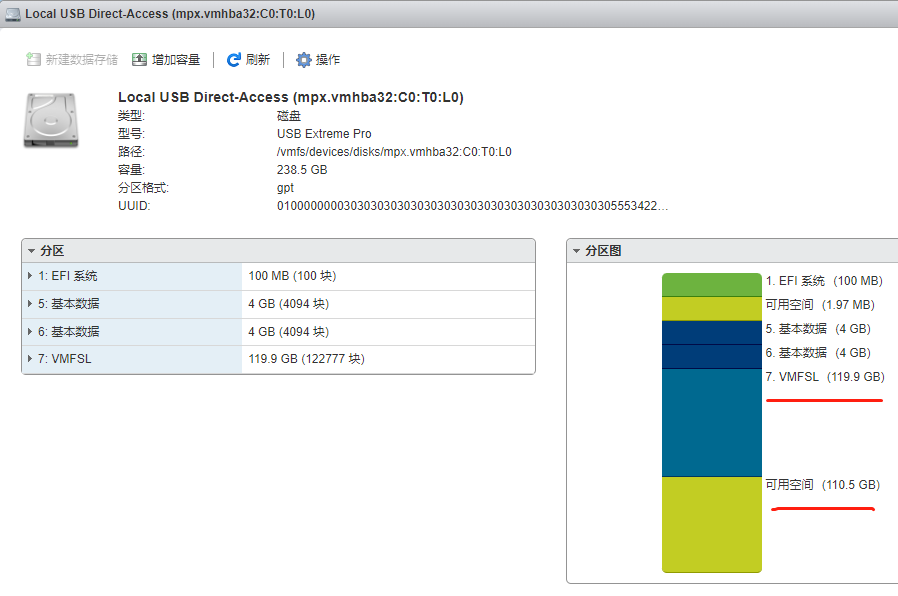 Local USB Direct-Access (mpx.vmhba32:C0:T0:L0)
新建数据存储 增加容量 刷新 操作
Local USB Direct-Access (mpx.vmhba32:C0:T0:L0)
类型: 磁盘
型号: USB Extreme Pro
路径: /vmfs/devices/disks/mpx.vmhba32:C0:T0:L0
容量: 238.5 GB
分区格式: gpt
分区
1: EFI 系统 100 MB (100 块)
5: 基本数据 4 GB (4094 块)
6: 基本数据 4 GB (4094 块)
7: VMFSL 119.9 GB (122777 块)
分区图
1. EFI 系统 (100 MB)
可用空间 (1.97 MB)
5. 基本数据 (4 GB)
6. 基本数据 (4 GB)
7. VMFSL (119.9 GB)
可用空间 (110.5 GB)